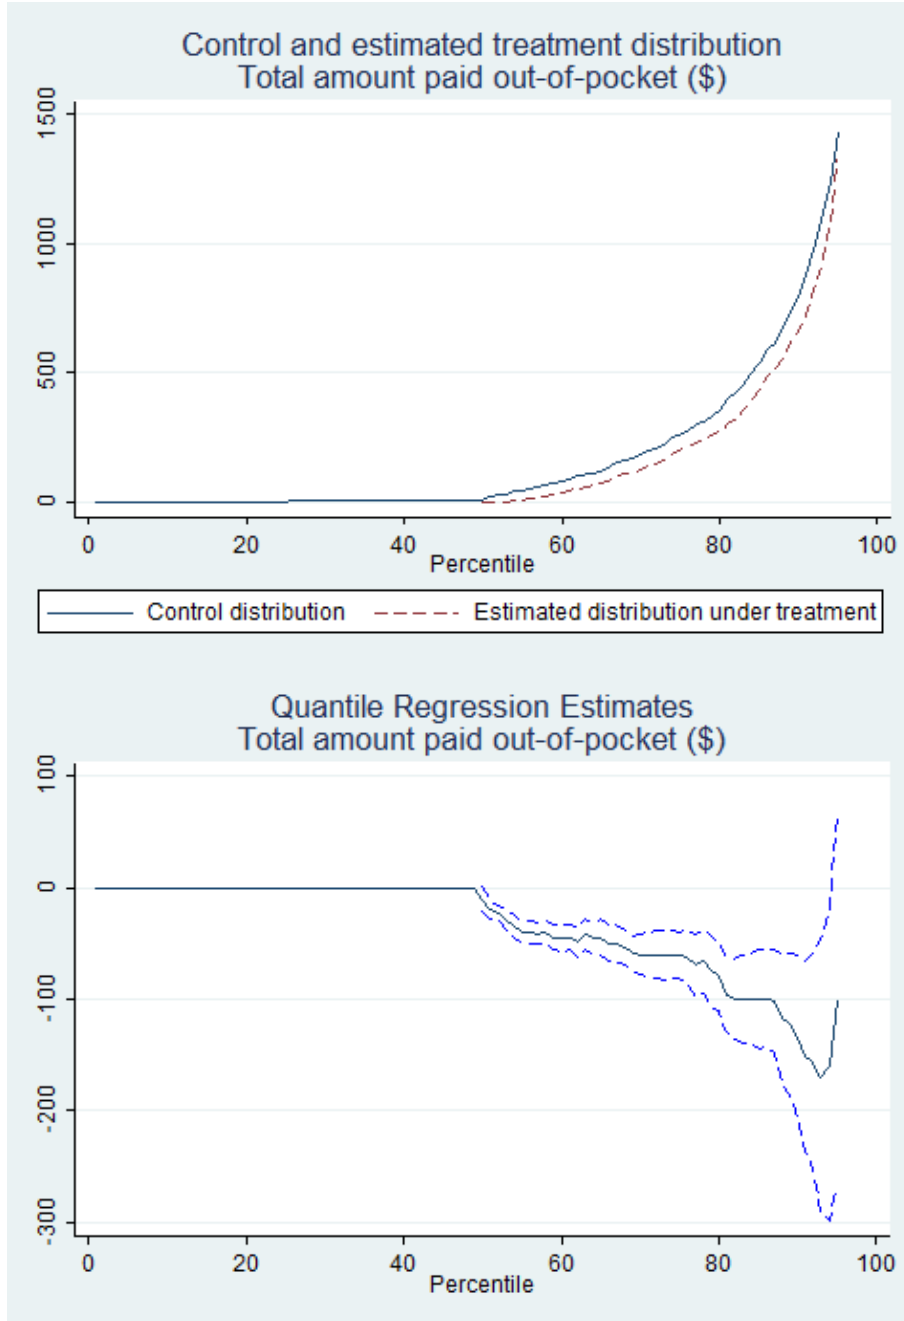 Control and estimated treatment distribution
Total amount paid out-of-pocket ($)
1500
1000
500
0
0 20 40 60 80 100
Percentile
Control distribution Estimated distribution under treatment
Quantile Regression Estimates
Total amount paid out-of-pocket ($)
100
0
-100
-200
-300
0 20 40 60 80 100
Percentile